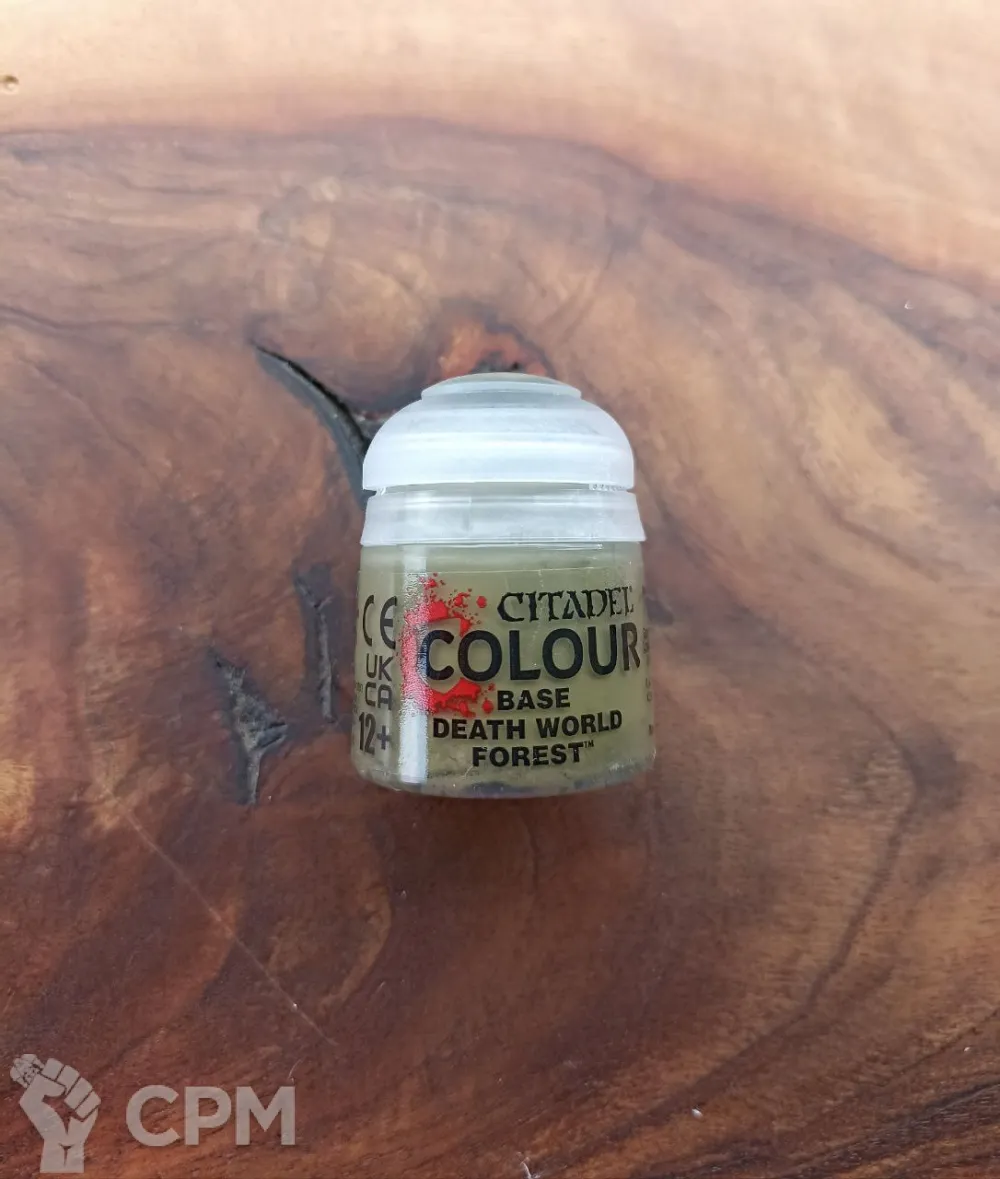 CE
UK
CA
12+
CITADEL
COLOUR
BASE
DEATH WORLD
FOREST™
CPM